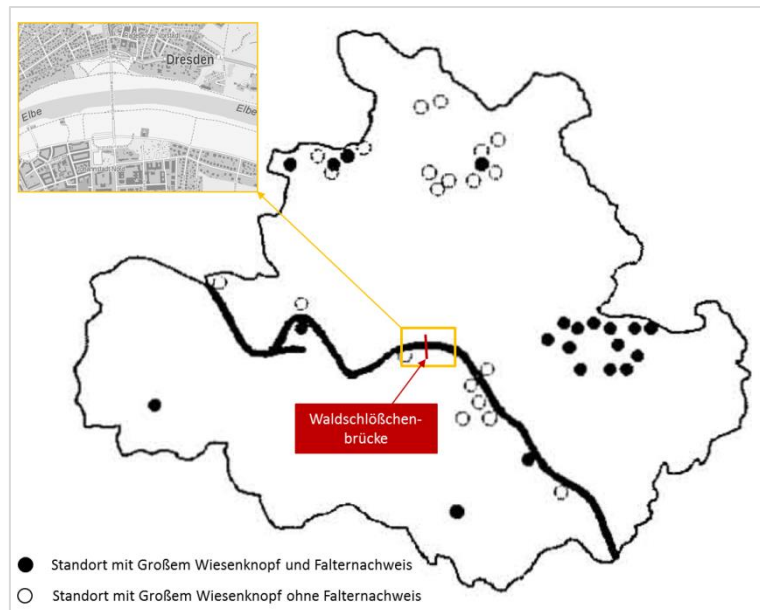 Dresden
Elbe
Elbe
Waldschlößchen-
brücke
Standort mit Großem Wiesenknopf und Falternachweis
Standort mit Großem Wiesenknopf ohne Falternachweis